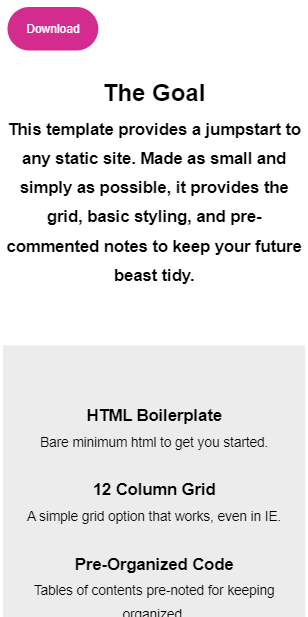 Download
The Goal
This template provides a jumpstart to
any static site. Made as small and
simply as possible, it provides the
grid, basic styling, and pre-
commented notes to keep your future
beast tidy.
HTML Boilerplate
Bare minimum html to get you started.
12 Column Grid
A simple grid option that works, even in IE.
Pre-Organized Code
Tables of contents pre-noted for keeping
organized.